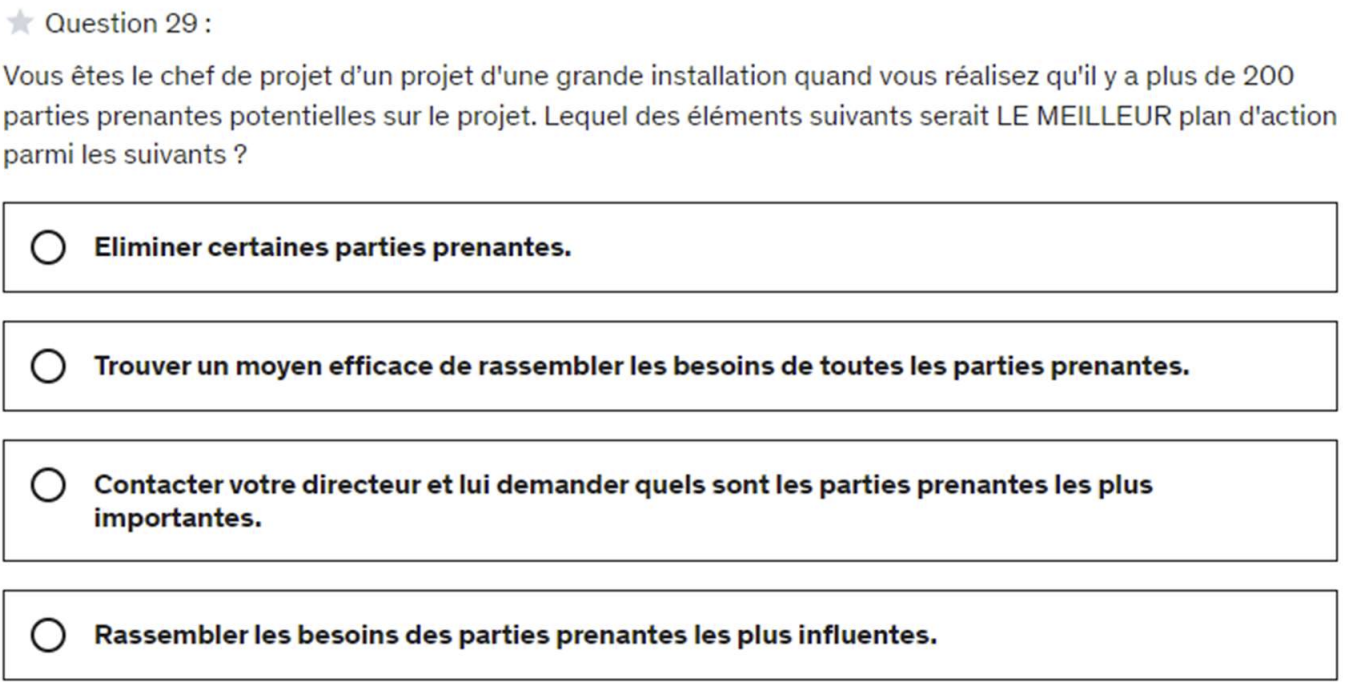 Question 29 :
Vous êtes le chef de projet d’un projet d'une grande installation quand vous réalisez qu'il y a plus de 200
parties prenantes potentielles sur le projet. Lequel des éléments suivants serait LE MEILLEUR plan d'action
parmi les suivants ?
Eliminer certaines parties prenantes.
Trouver un moyen efficace de rassembler les besoins de toutes les parties prenantes.
Contacter votre directeur et lui demander quels sont les parties prenantes les plus
importantes.
Rassembler les besoins des parties prenantes les plus influentes.